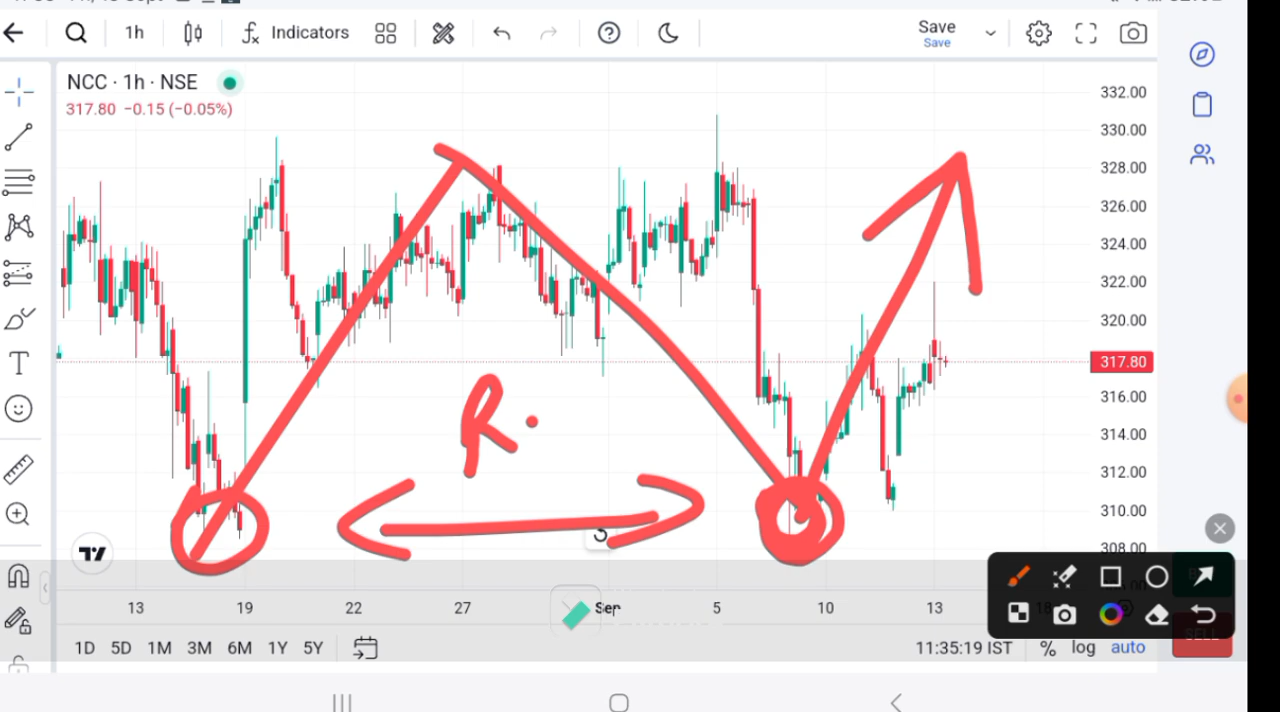 1h
Indicators
Save
Save
NCC · 1h · NSE
317.80 −0.15 (−0.05%)
332.00
330.00
328.00
326.00
324.00
322.00
320.00
317.80
316.00
314.00
312.00
310.00
308.00
R.
13 19 22 27 Sep 5 10 13 18
1D 5D 1M 3M 6M 1Y 5Y
11:35:19 IST % log auto
SELL